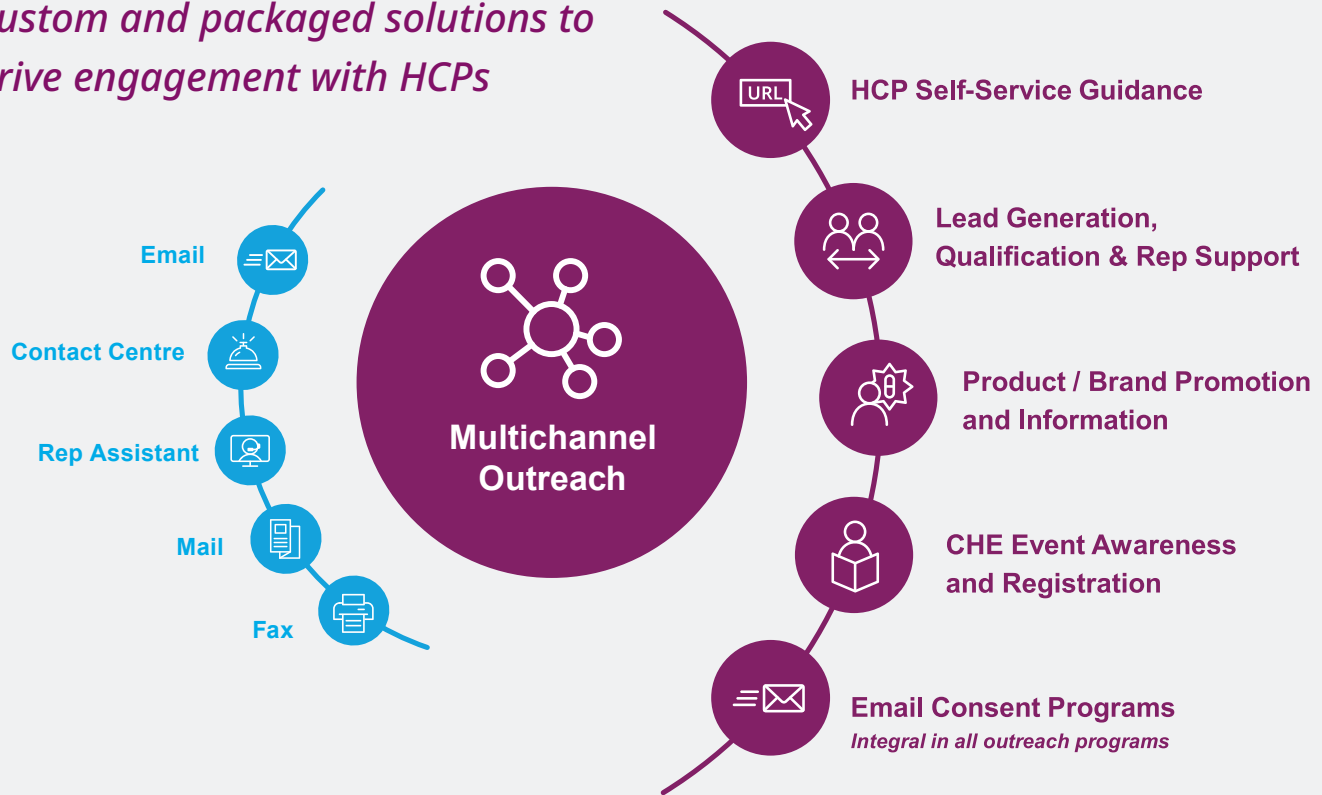 ustom and packaged solutions to
rive engagement with HCPs
Email
Contact Centre
Rep Assistant
Mail
Fax
Multichannel
Outreach
URL
HCP Self-Service Guidance
Lead Generation,
Qualification & Rep Support
Product / Brand Promotion
and Information
CHE Event Awareness
and Registration
Email Consent Programs
Integral in all outreach programs